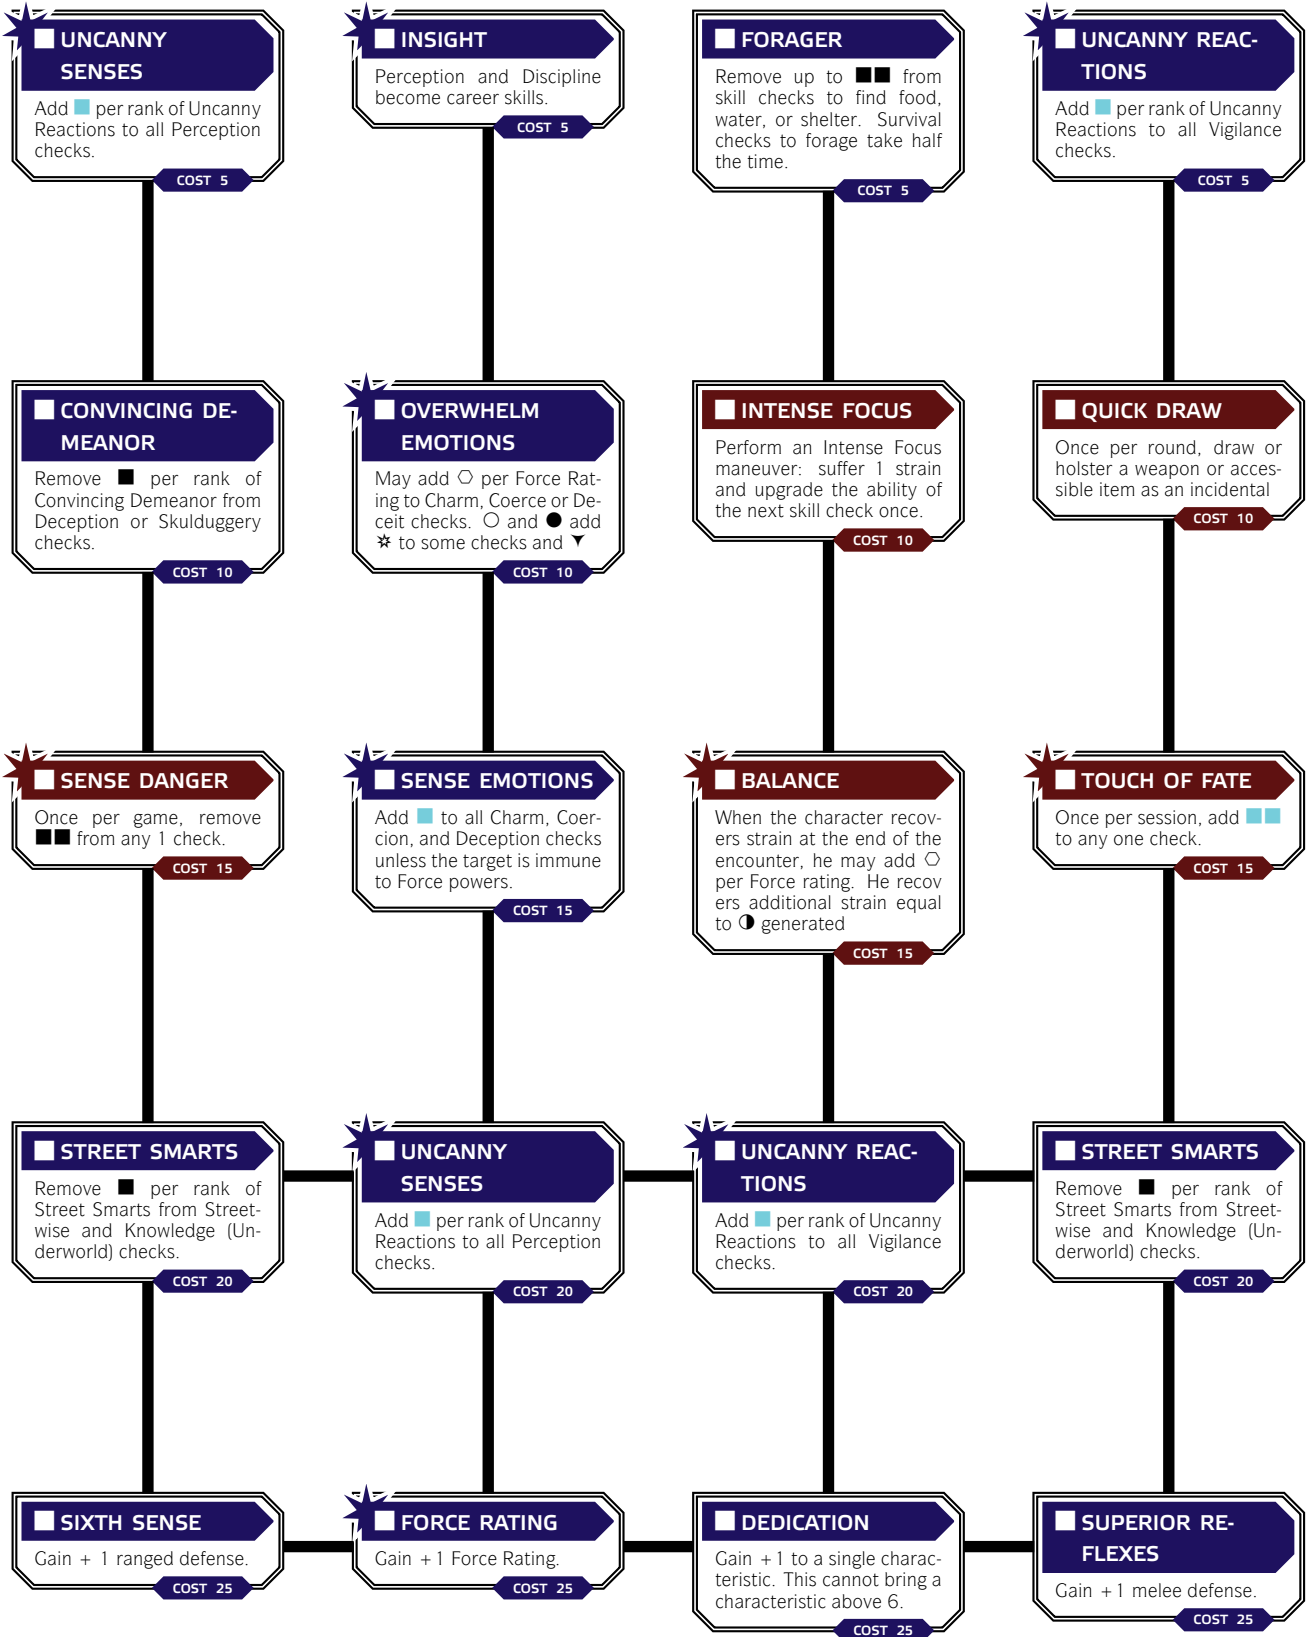 UNCANNY
SENSES
Add per rank of Uncanny
Reactions to all Perception
checks.
COST 5
INSIGHT
Perception and Discipline
become career skills.
COST 5
FORAGER
Remove up to ■■ from
skill checks to find food,
water, or shelter. Survival
checks to forage take half
the time.
COST 5
UNCANNY REAC-
TIONS
Add ■ per rank of Uncanny
Reactions to all Vigilance
checks.
COST 5
CONVINCING DE-
MEANOR
Remove ■ per rank of
Convincing Demeanor from
Deception or Skulduggery
checks.
COST 10
OVERWHELM
EMOTIONS
May add ⬡ per Force Rat-
ing to Charm, Coerce or De-
ceit checks. ○ and ● add
✵ to some checks and ▼
COST 10
INTENSE FOCUS
Perform an Intense Focus
maneuver: suffer 1 strain
and upgrade the ability of
the next skill check once.
COST 10
QUICK DRAW
Once per round, draw or
holster a weapon or acces-
sible item as an incidental
COST 10
SENSE DANGER
Once per game, remove
■■ from any 1 check.
COST 15
SENSE EMOTIONS
Add ■ to all Charm, Coer-
cion, and Deception checks
unless the target is immune
to Force powers.
COST 15
BALANCE
When the character recov-
ers strain at the end of the
encounter, he may add ⬡
per Force rating. He recov
ers additional strain equal
to ◑ generated
COST 15
TOUCH OF FATE
Once per session, add ■■
to any one check.
COST 15
STREET SMARTS
Remove ■ per rank of
Street Smarts from Street-
wise and Knowledge (Un-
derworld) checks.
COST 20
UNCANNY
SENSES
Add ■ per rank of Uncanny
Reactions to all Perception
checks.
COST 20
UNCANNY REAC-
TIONS
Add ■ per rank of Uncanny
Reactions to all Vigilance
checks.
COST 20
STREET SMARTS
Remove ■ per rank of
Street Smarts from Street-
wise and Knowledge (Un-
derworld) checks.
COST 20
SIXTH SENSE
Gain + 1 ranged defense.
COST 25
FORCE RATING
Gain +1 Force Rating.
COST 25
DEDICATION
Gain +1 to a single charac-
teristic. This cannot bring a
characteristic above 6.
COST 25
SUPERIOR RE-
FLEXES
Gain +1 melee defense.
COST 25